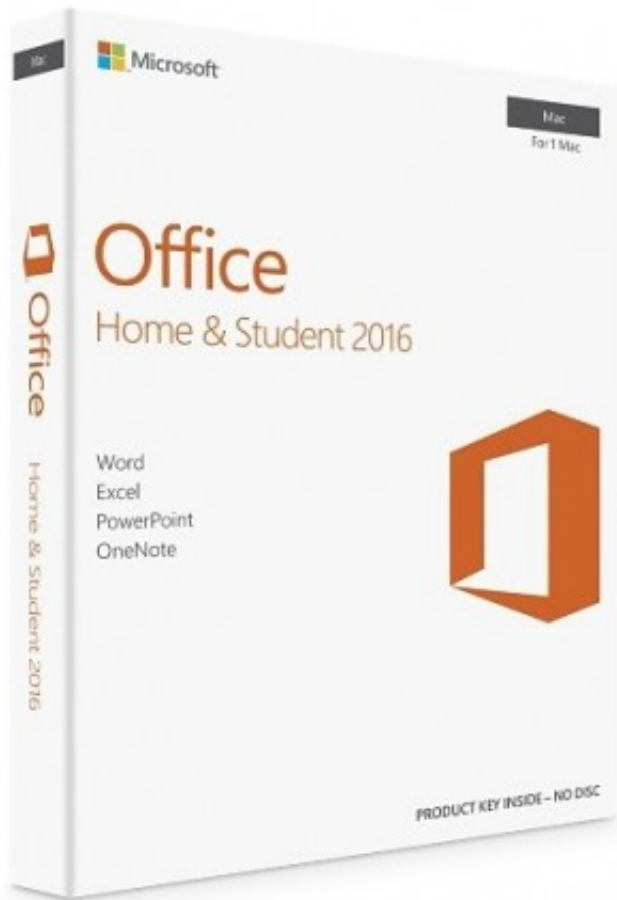 Mac
Office
Home & Student 2016
Microsoft
Mac
For 1 Mac
Office
Home & Student 2016
Word
Excel
PowerPoint
OneNote
PRODUCT KEY INSIDE – NO DISC